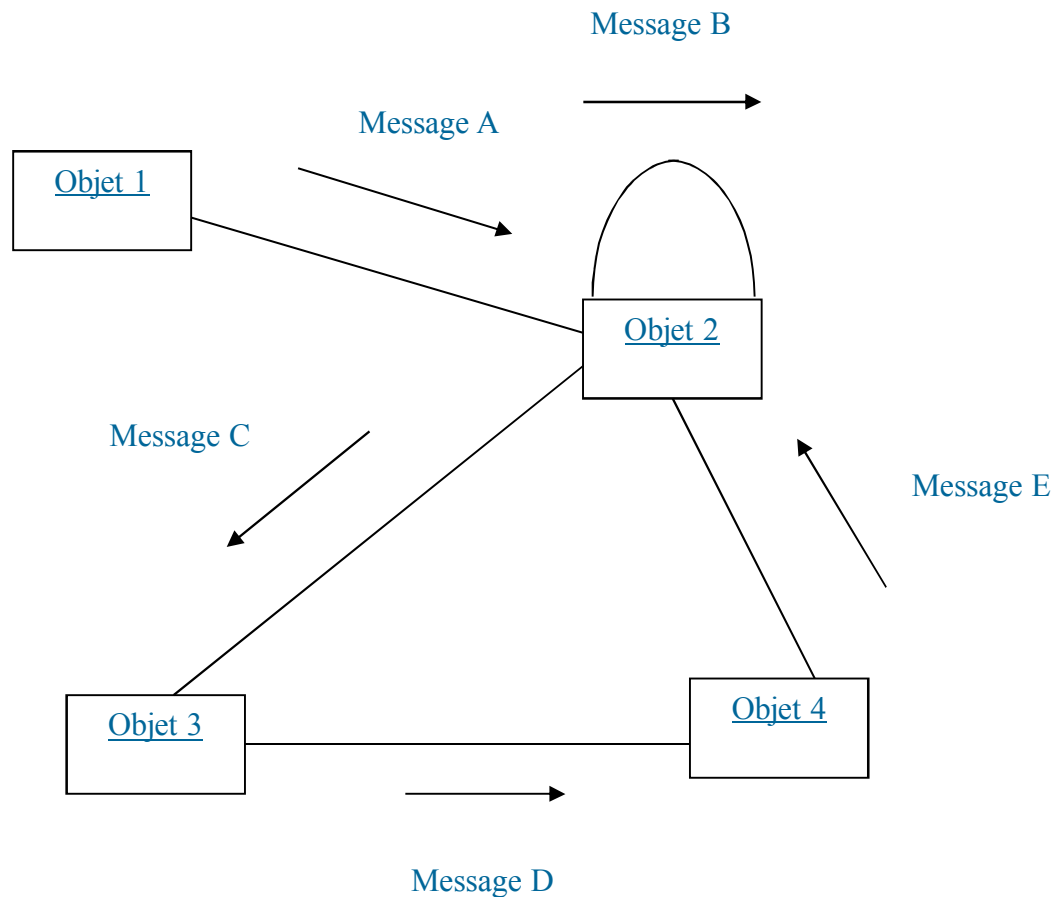 Message B
Message A
Objet 1
Objet 2
Message C
Message E
Objet 3
Objet 4
Message D